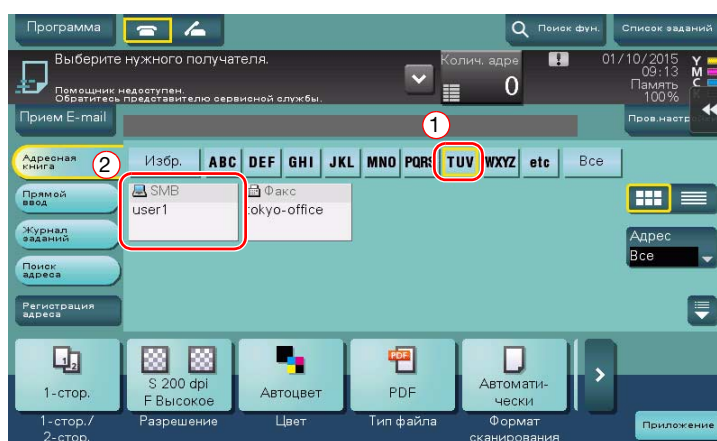 Программа
Поиск фун.
Список заданий
Выберите нужного получателя.
Помощник недоступен.
Обратитесь представителю сервисной службы.
Колич. адре
0
01/10/2015
09:13
Память
100%
Y
M
C
K
Прием E-mail
1
Пров.настр
Адресная
книга
2
Избр.
ABC
DEF
GHI
JKL
MNO
PQRS
TUV
WXYZ
etc
Все
SMB
user1
Факс
tokyo-office
Прямой
ввод
Журнал
заданий
Поиск
адреса
Регистрация
адреса
Адрес
Все
1-стор.
S 200 dpi
F Высокое
Автоцвет
PDF
PDF
Автомати-
чески
1-стор./
2-стор.
Разрешение
Цвет
Тип файла
Формат
сканирования
Приложение